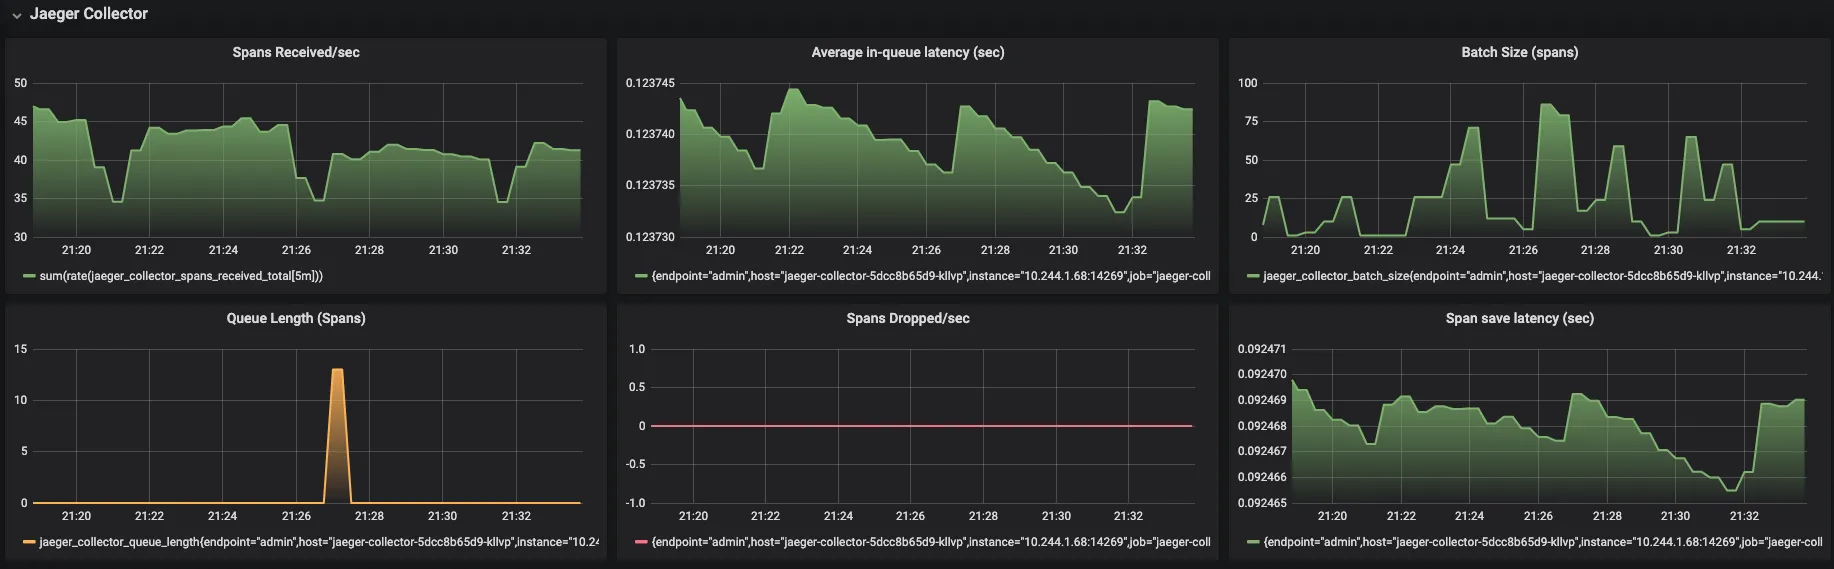 Jaeger Collector
Spans Received/sec
50
45
40
35
30
21:20 21:22 21:24 21:26 21:28 21:30 21:32
sum(rate(jaeger_collector_spans_received_total[5m]))
Average in-queue latency (sec)
0.123745
0.123740
0.123735
0.123730
21:20 21:22 21:24 21:26 21:28 21:30 21:32
{endpoint="admin",host="jaeger-collector-5dcc8b65d9-kllvp",instance="10.244.1.68:14269",job="jaeger-coll
Batch Size (spans)
100
75
50
25
0
21:20 21:22 21:24 21:26 21:28 21:30 21:32
jaeger_collector_batch_size{endpoint="admin",host="jaeger-collector-5dcc8b65d9-kllvp",instance="10.244.
Queue Length (Spans)
15
10
5
0
21:20 21:22 21:24 21:26 21:28 21:30 21:32
jaeger_collector_queue_length{endpoint="admin",host="jaeger-collector-5dcc8b65d9-kllvp",instance="10.24
Spans Dropped/sec
1.0
0.5
0
-0.5
-1.0
21:20 21:22 21:24 21:26 21:28 21:30 21:32
{endpoint="admin",host="jaeger-collector-5dcc8b65d9-kllvp",instance="10.244.1.68:14269",job="jaeger-coll
Span save latency (sec)
0.092471
0.092470
0.092469
0.092468
0.092467
0.092466
0.092465
21:20 21:22 21:24 21:26 21:28 21:30 21:32
{endpoint="admin",host="jaeger-collector-5dcc8b65d9-kllvp",instance="10.244.1.68:14269",job="jaeger-coll